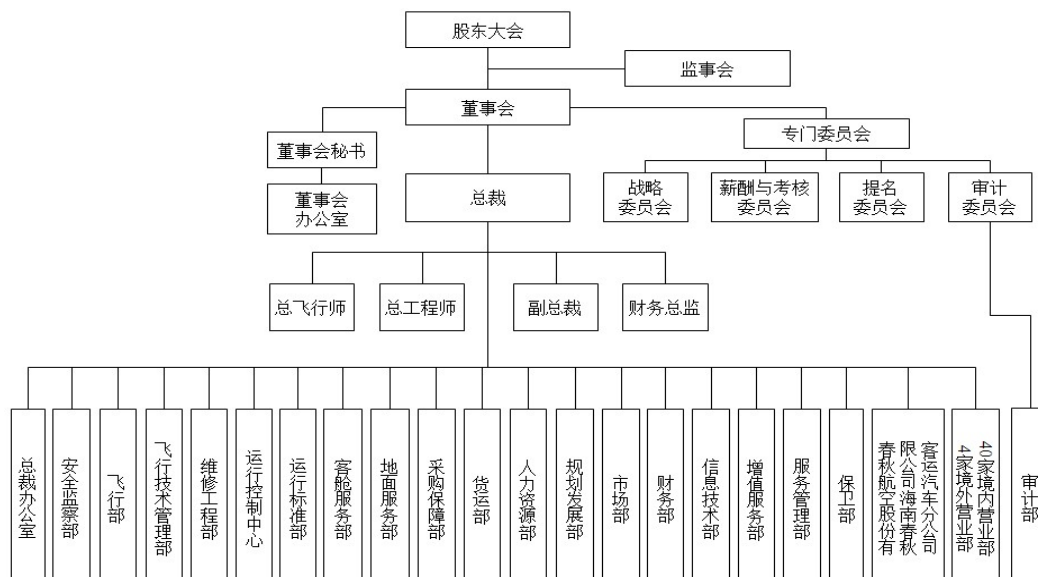 股东大会
监事会
董事会
专门委员会
董事会秘书
董事会
办公室
总裁
战略
委员会
薪酬与考核
委员会
提名
委员会
审计
委员会
总飞行师
总工程师
副总裁
财务总监
总裁办公室
安全监察部
飞行部
飞行技术管理部
维修工程部
运行控制中心
运行标准部
客舱服务部
地面服务部
采购保障部
货运部
人力资源部
规划发展部
市场部
财务部
信息技术部
增值服务部
服务管理部
保卫部
春秋航空股份有
限公司海南春秋
客运汽车分公司
40家境内营业部
4家境外营业部
审计部